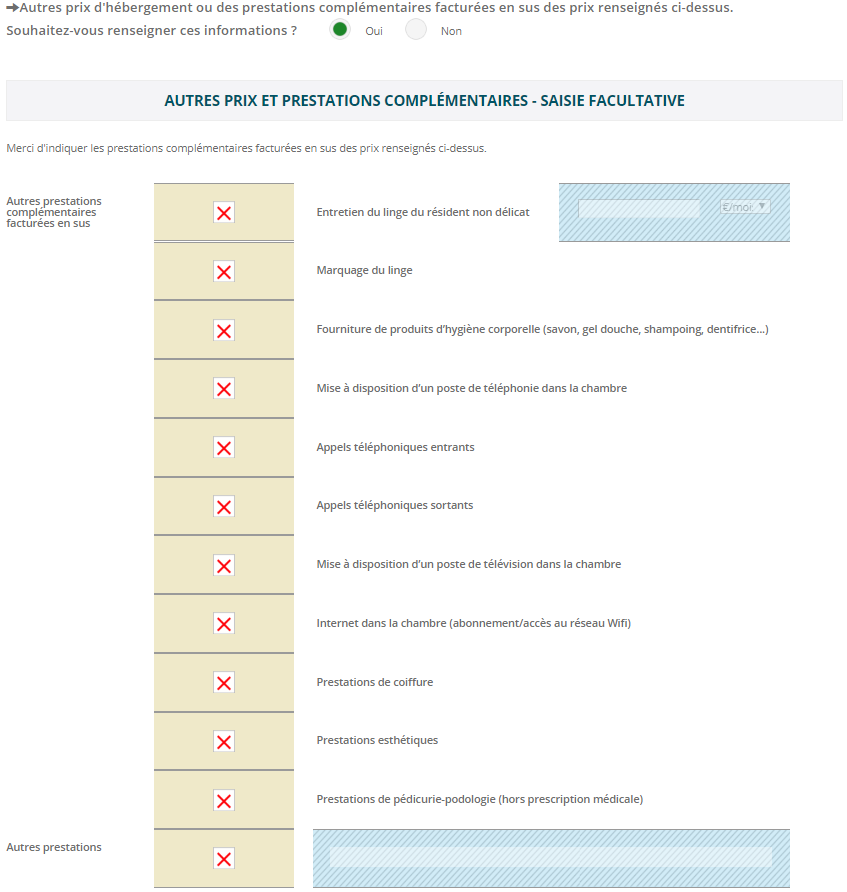 ➔Autres prix d'hébergement ou des prestations complémentaires facturées en sus des prix renseignés ci-dessus.
Souhaitez-vous renseigner ces informations ? Oui Non
AUTRES PRIX ET PRESTATIONS COMPLÉMENTAIRES - SAISIE FACULTATIVE
Merci d'indiquer les prestations complémentaires facturées en sus des prix renseignés ci-dessus.
Autres prestations
complémentaires
facturées en sus
Entretien du linge du résident non délicat
€/moi:
Marquage du linge
Fourniture de produits d’hygiène corporelle (savon, gel douche, shampoing, dentifrice...)
Mise à disposition d’un poste de téléphonie dans la chambre
Appels téléphoniques entrants
Appels téléphoniques sortants
Mise à disposition d’un poste de télévision dans la chambre
Internet dans la chambre (abonnement/accès au réseau Wifi)
Prestations de coiffure
Prestations esthétiques
Prestations de pédicurie-podologie (hors prescription médicale)
Autres prestations